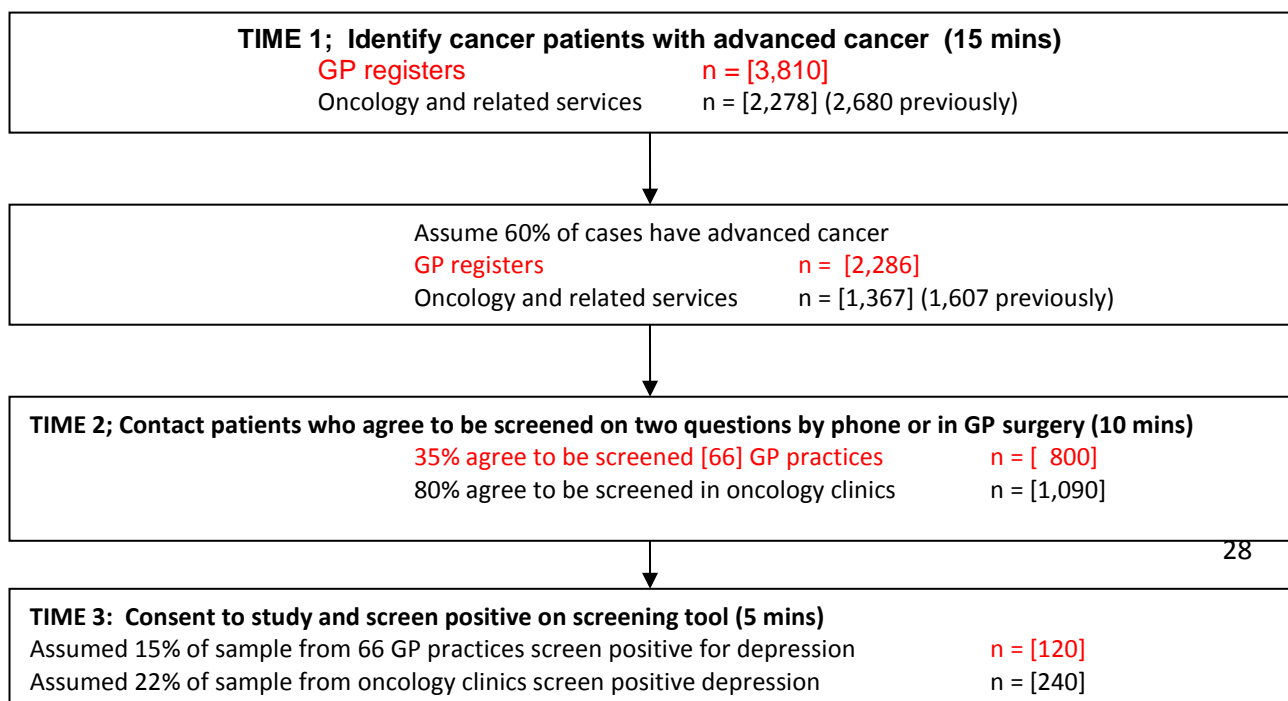 TIME 1; Identify cancer patients with advanced cancer (15 mins)
GP registers n = [3,810]
Oncology and related services n = [2,278] (2,680 previously)
Assume 60% of cases have advanced cancer
GP registers n = [2,286]
Oncology and related services n = [1,367] (1,607 previously)
TIME 2; Contact patients who agree to be screened on two questions by phone or in GP surgery (10 mins)
35% agree to be screened [66] GP practices n = [ 800]
80% agree to be screened in oncology clinics n = [1,090]
28
TIME 3: Consent to study and screen positive on screening tool (5 mins)
Assumed 15% of sample from 66 GP practices screen positive for depression n = [120]
Assumed 22% of sample from oncology clinics screen positive depression n = [240]